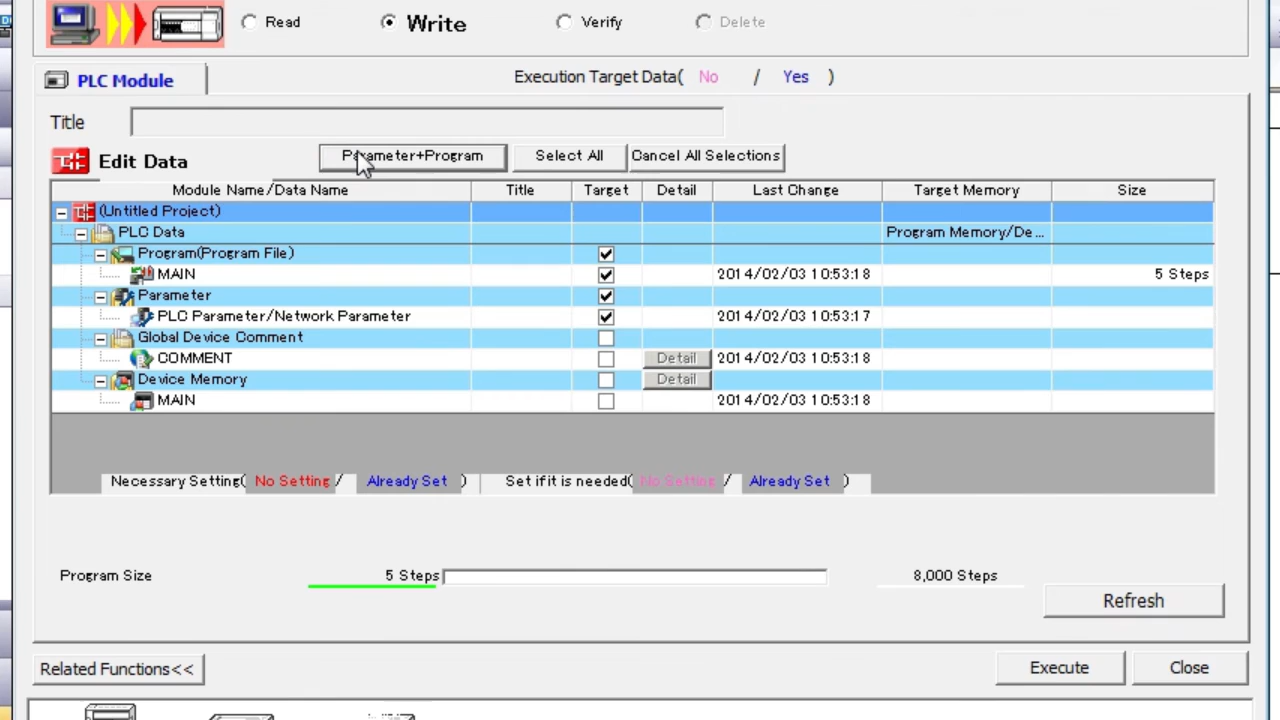 Read Write Verify Delete
PLC Module Execution Target Data( No / Yes )
Title
Edit Data Parameter+Program Select All Cancel All Selections
Module Name/Data Name Title Target Detail Last Change Target Memory Size
(Untitled Project)
PLC Data Program Memory/De...
Program(Program File)
MAIN 2014/02/03 10:53:18 5 Steps
Parameter
PLC Parameter/Network Parameter 2014/02/03 10:53:17
Global Device Comment
COMMENT Detail 2014/02/03 10:53:18
Device Memory Detail
MAIN 2014/02/03 10:53:18
Necessary Setting( No Setting / Already Set ) Set if it is needed( No Setting / Already Set )
Program Size 5 Steps 8,000 Steps
Refresh
Related Functions<< Execute Close